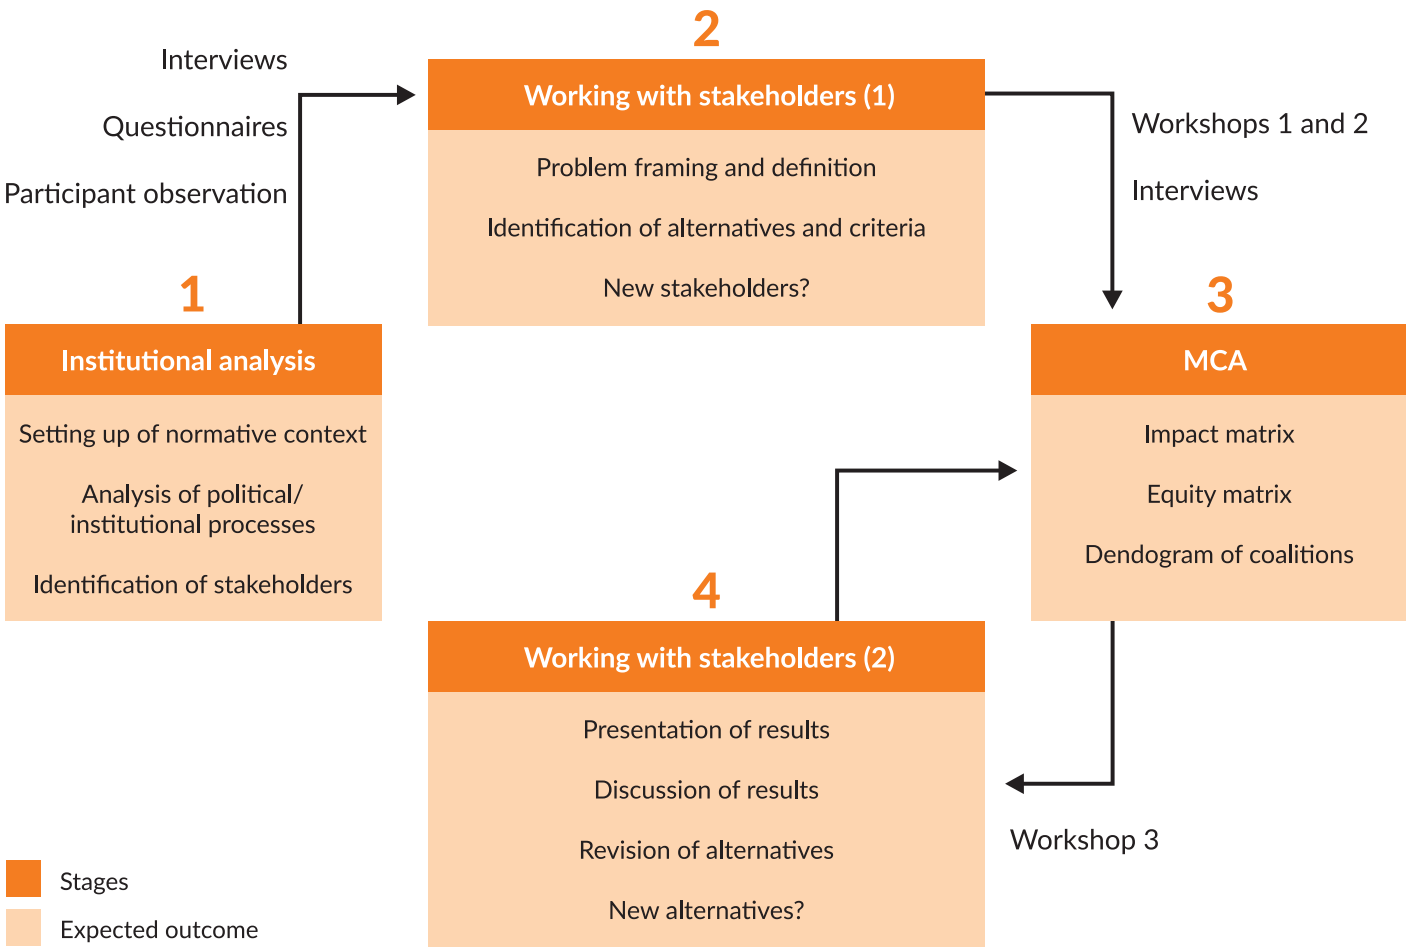 1
Institutional analysis
Setting up of normative context
Analysis of political/
institutional processes
Identification of stakeholders
Interviews
Questionnaires
Participant observation
2
Working with stakeholders (1)
Problem framing and definition
Identification of alternatives and criteria
New stakeholders?
Workshops 1 and 2
Interviews
3
MCA
Impact matrix
Equity matrix
Dendogram of coalitions
Workshop 3
4
Working with stakeholders (2)
Presentation of results
Discussion of results
Revision of alternatives
New alternatives?
Stages
Expected outcome